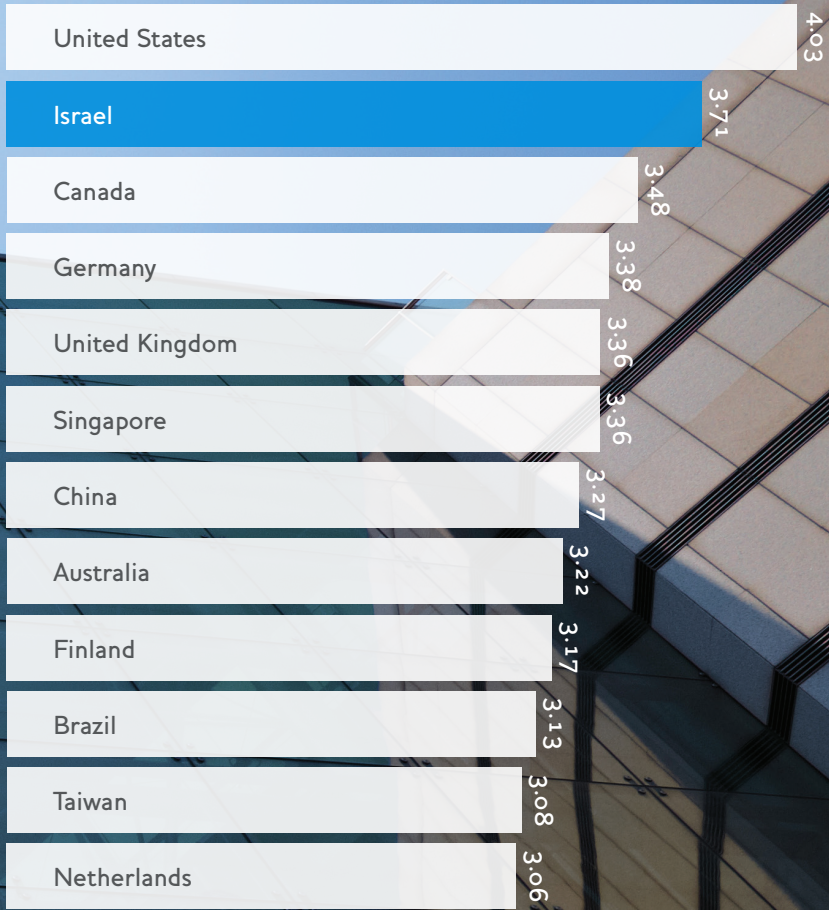 United States 4.03
Israel 3.71
Canada 3.48
Germany 3.38
United Kingdom 3.36
Singapore 3.36
China 3.27
Australia 3.22
Finland 3.17
Brazil 3.13
Taiwan 3.08
Netherlands 3.06